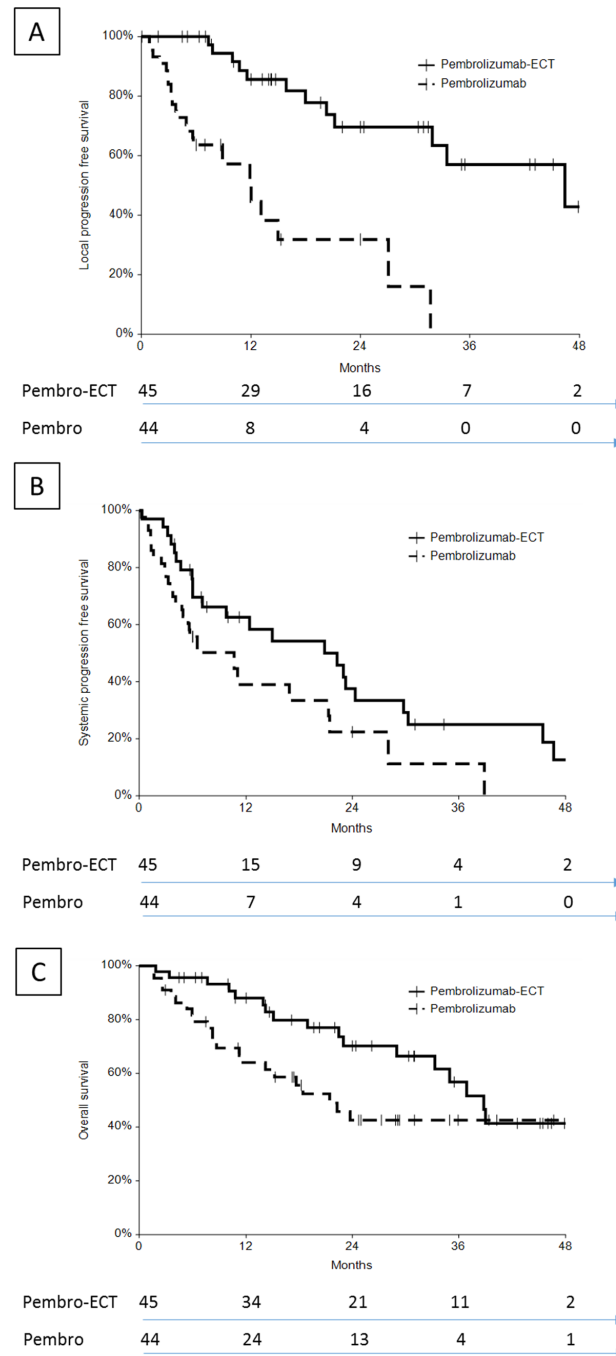 A
100%
80%
60%
40%
20%
0%
Local progression free survival
Pembrolizumab-ECT
Pembrolizumab
0 12 24 36 48
Months
Pembro-ECT 45 29 16 7 2
Pembro 44 8 4 0 0
B
100%
80%
60%
40%
20%
0%
Systemic progression free survival
Pembrolizumab-ECT
Pembrolizumab
0 12 24 36 48
Months
Pembro-ECT 45 15 9 4 2
Pembro 44 7 4 1 0
C
100%
80%
60%
40%
20%
0%
Overall survival
Pembrolizumab-ECT
Pembrolizumab
0 12 24 36 48
Months
Pembro-ECT 45 34 21 11 2
Pembro 44 24 13 4 1